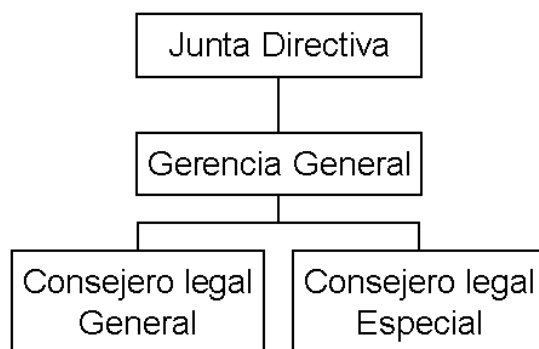 Junta Directiva
Gerencia General
Consejero legal
General
Consejero legal
Especial